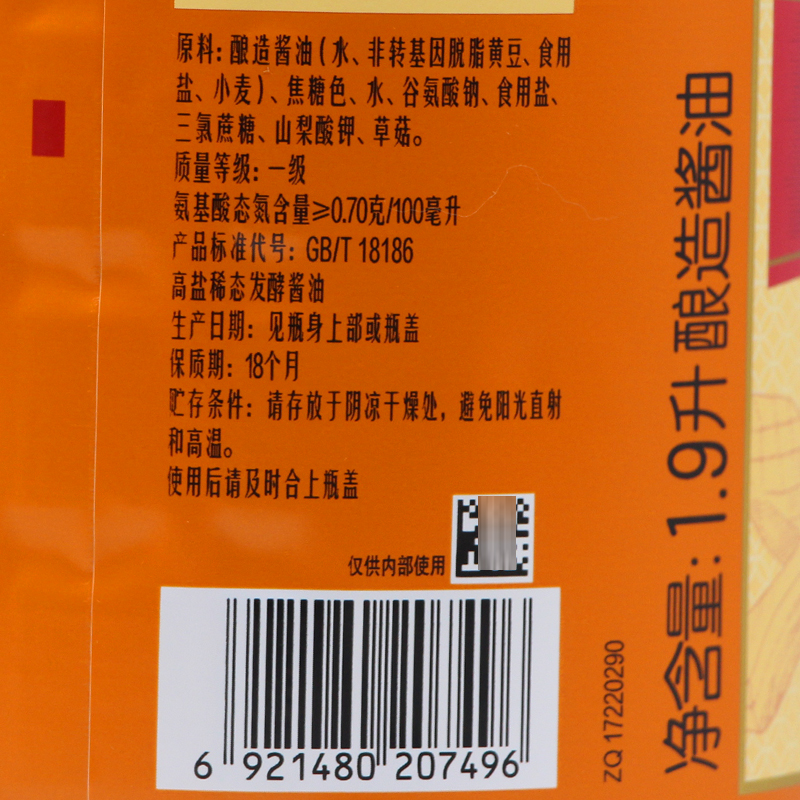 原料：酿造酱油（水、非转基因脱脂黄豆、食用
盐、小麦）、焦糖色、水、谷氨酸钠、食用盐、
三氯蔗糖、山梨酸钾、草菇。
质量等级：一级
氨基酸态氮含量≥0.70克/100毫升
产品标准代号：GB/T 18186
高盐稀态发酵酱油
生产日期：见瓶身上部或瓶盖
保质期：18个月
贮存条件：请存放于阴凉干燥处，避免阳光直射
和高温。
使用后请及时合上瓶盖
仅供内部使用
6 921480 207496
ZQ 17220290
净含量：1.9升 酿造酱油